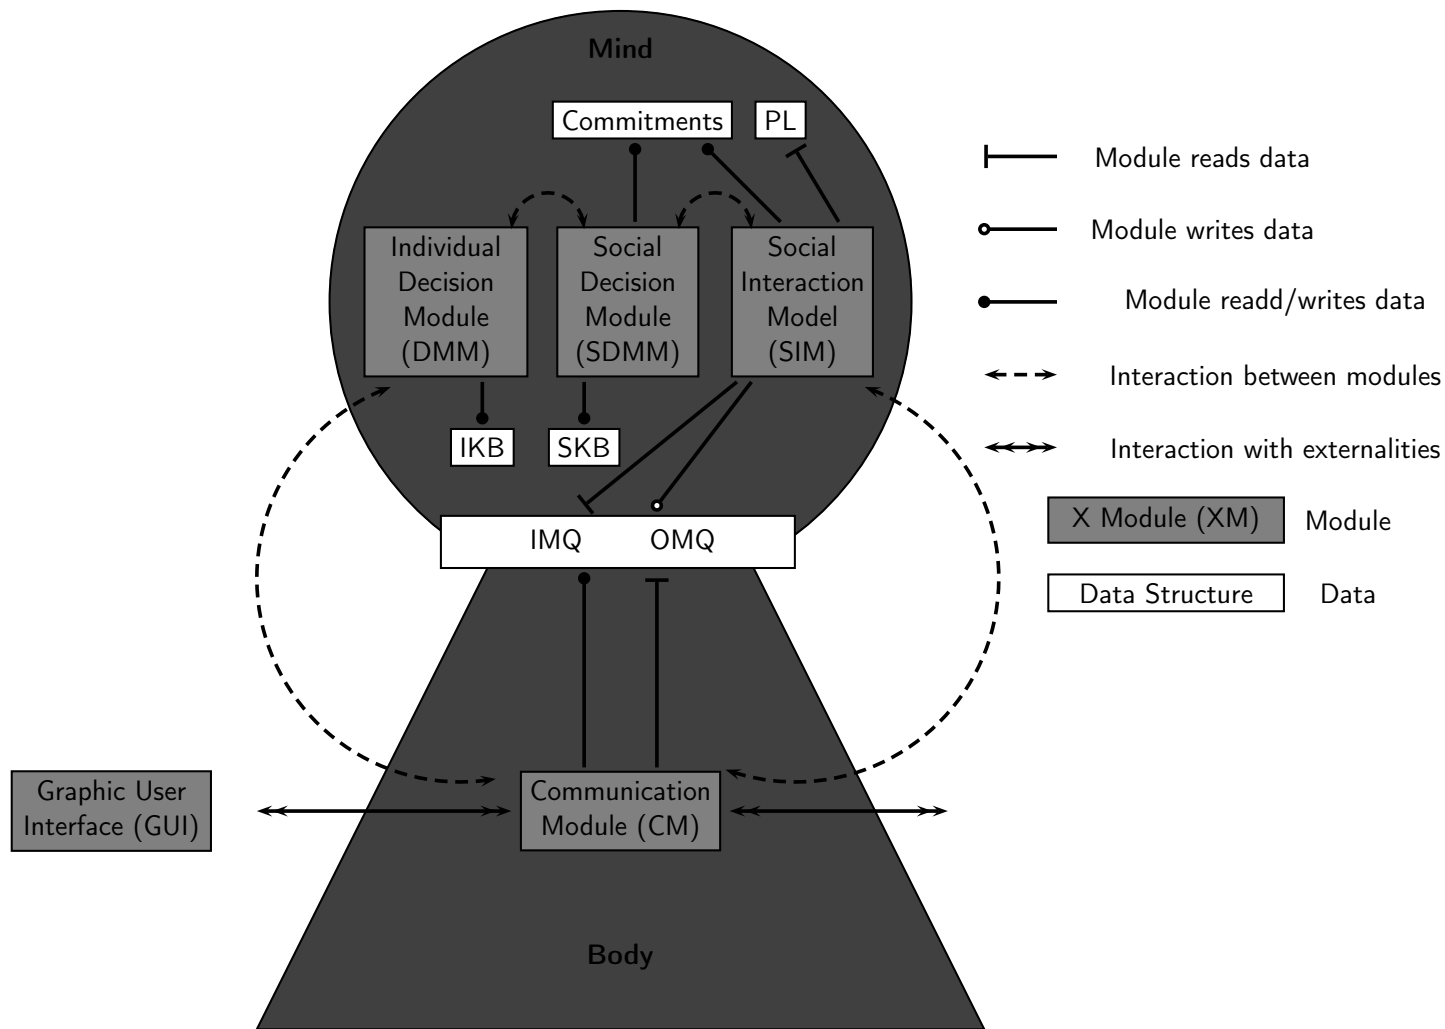 Mind
Commitments
PL
Individual
Decision
Module
(DMM)
Social
Decision
Module
(SDMM)
Social
Interaction
Model
(SIM)
IKB
SKB
IMQ
OMQ
Graphic User
Interface (GUI)
Communication
Module (CM)
Body
Module reads data
Module writes data
Module readd/writes data
Interaction between modules
Interaction with externalities
X Module (XM)
Module
Data Structure
Data